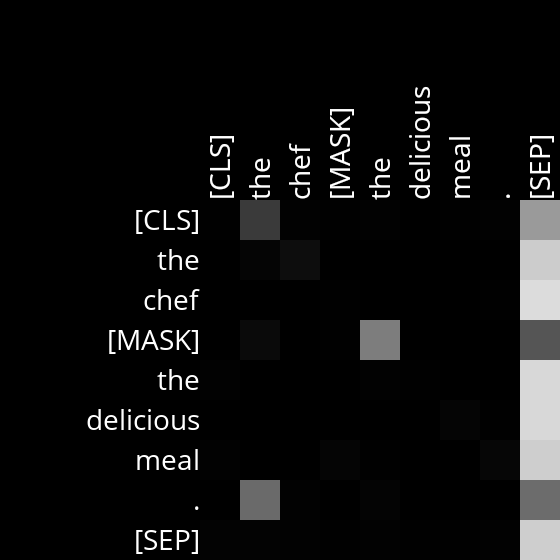 [CLS] the chef [MASK] the delicious meal . [SEP]
[CLS]
the
chef
[MASK]
the
delicious
meal
.
[SEP]